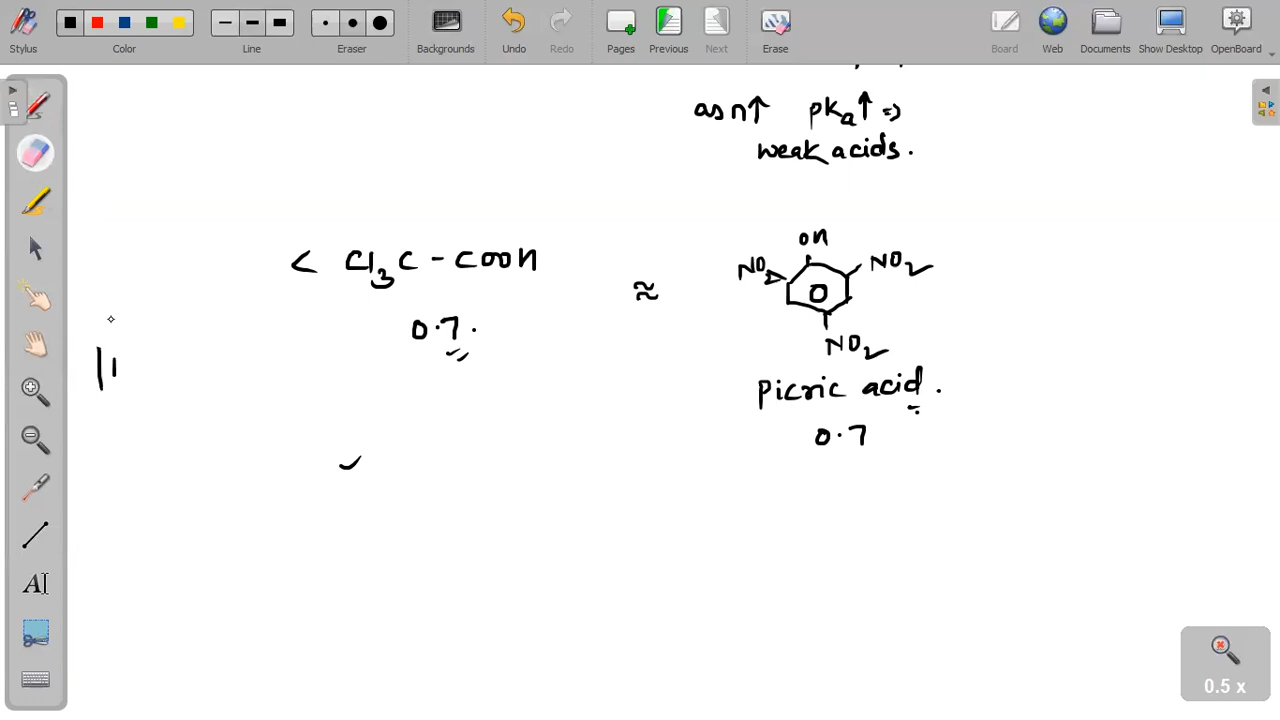 Stylus Color Line Eraser Backgrounds Undo Redo Pages Previous Next Erase Board Web Documents Show Desktop OpenBoard
as n↑ pKa↑ ⇒
weak acids.
< Cl3C - COOH ≈
0.7.
OH
NO2 NO2
NO2
Picric acid.
0.7
0.5 x